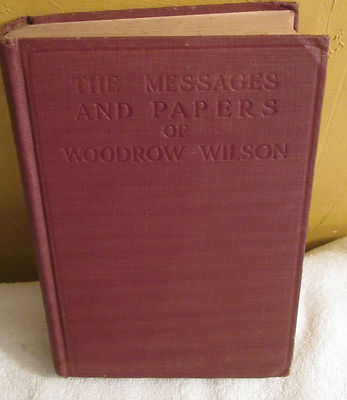 THE MESSAGES
AND PAPERS
OF
WOODROW WILSON